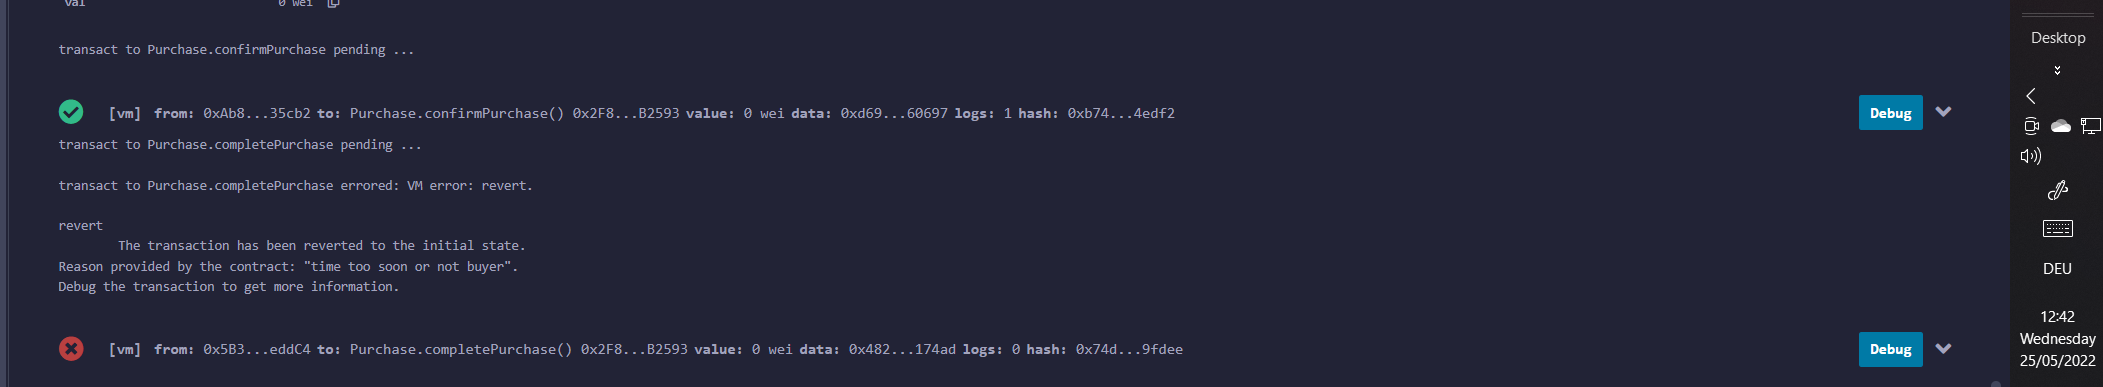 val 0 wei
transact to Purchase.confirmPurchase pending ...
[vm] from: 0xAb8...35cb2 to: Purchase.confirmPurchase() 0x2F8...B2593 value: 0 wei data: 0xd69...60697 logs: 1 hash: 0xb74...4edf2
Debug
transact to Purchase.completePurchase pending ...
transact to Purchase.completePurchase errored: VM error: revert.
revert
The transaction has been reverted to the initial state.
Reason provided by the contract: "time too soon or not buyer".
Debug the transaction to get more information.
[vm] from: 0x5B3...eddC4 to: Purchase.completePurchase() 0x2F8...B2593 value: 0 wei data: 0x482...174ad logs: 0 hash: 0x74d...9fdee
Debug
Desktop
DEU
12:42
Wednesday
25/05/2022